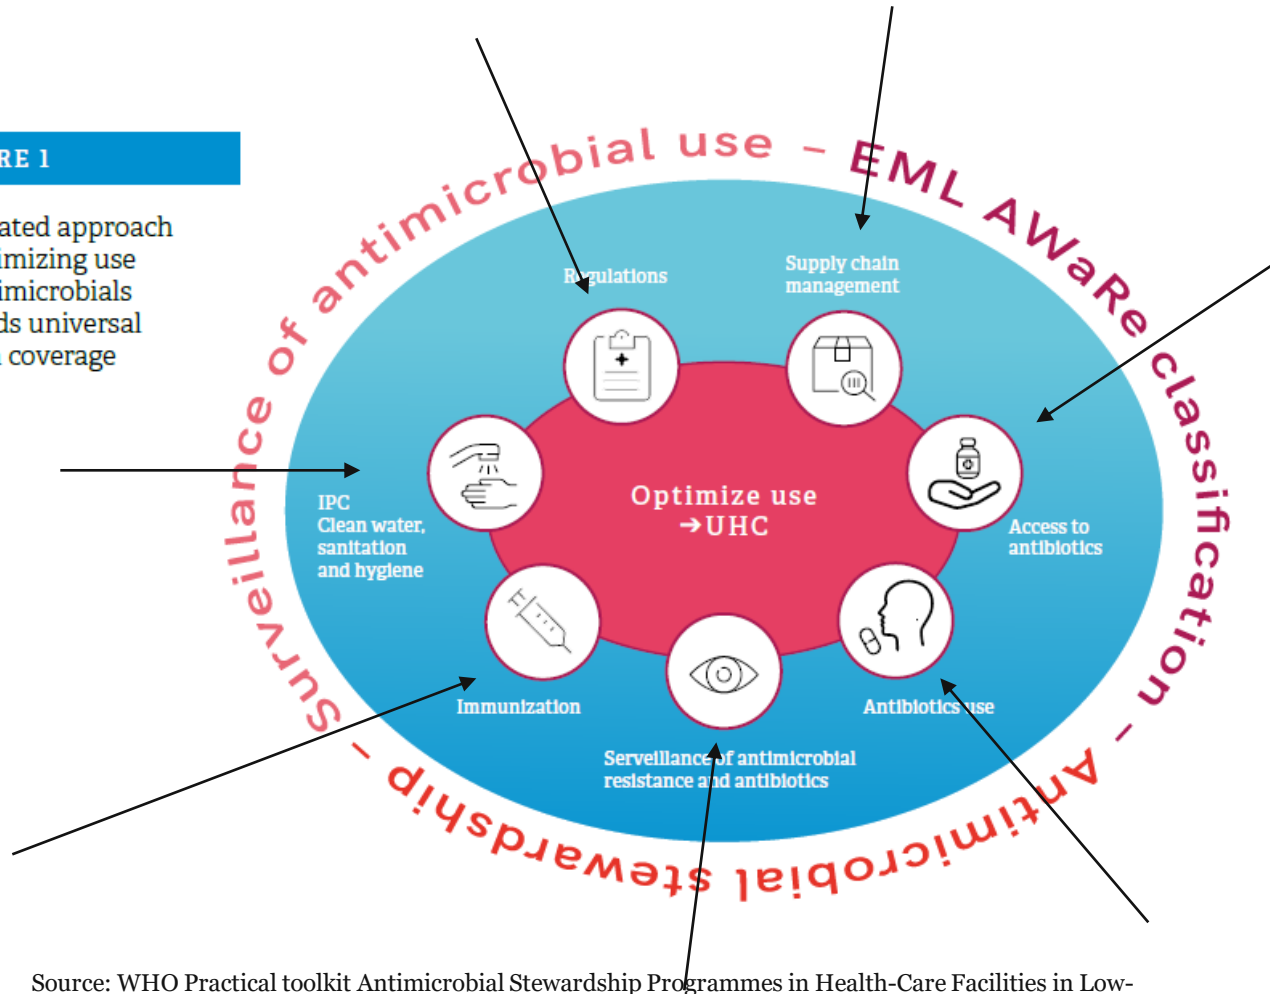 RE 1
ated approach
imizing use
imicrobials
ds universal
coverage
Surveillance of antimicrobial use – EML AWaRe classification – Antimicrobial stewardship –
Regulations
Supply chain
management
IPC
Clean water,
sanitation
and hygiene
Optimize use
➔UHC
Access to
antibiotics
Immunization
Antibiotics use
Serveillance of antimicrobial
resistance and antibiotics
Source: WHO Practical toolkit Antimicrobial Stewardship Programmes in Health-Care Facilities in Low-